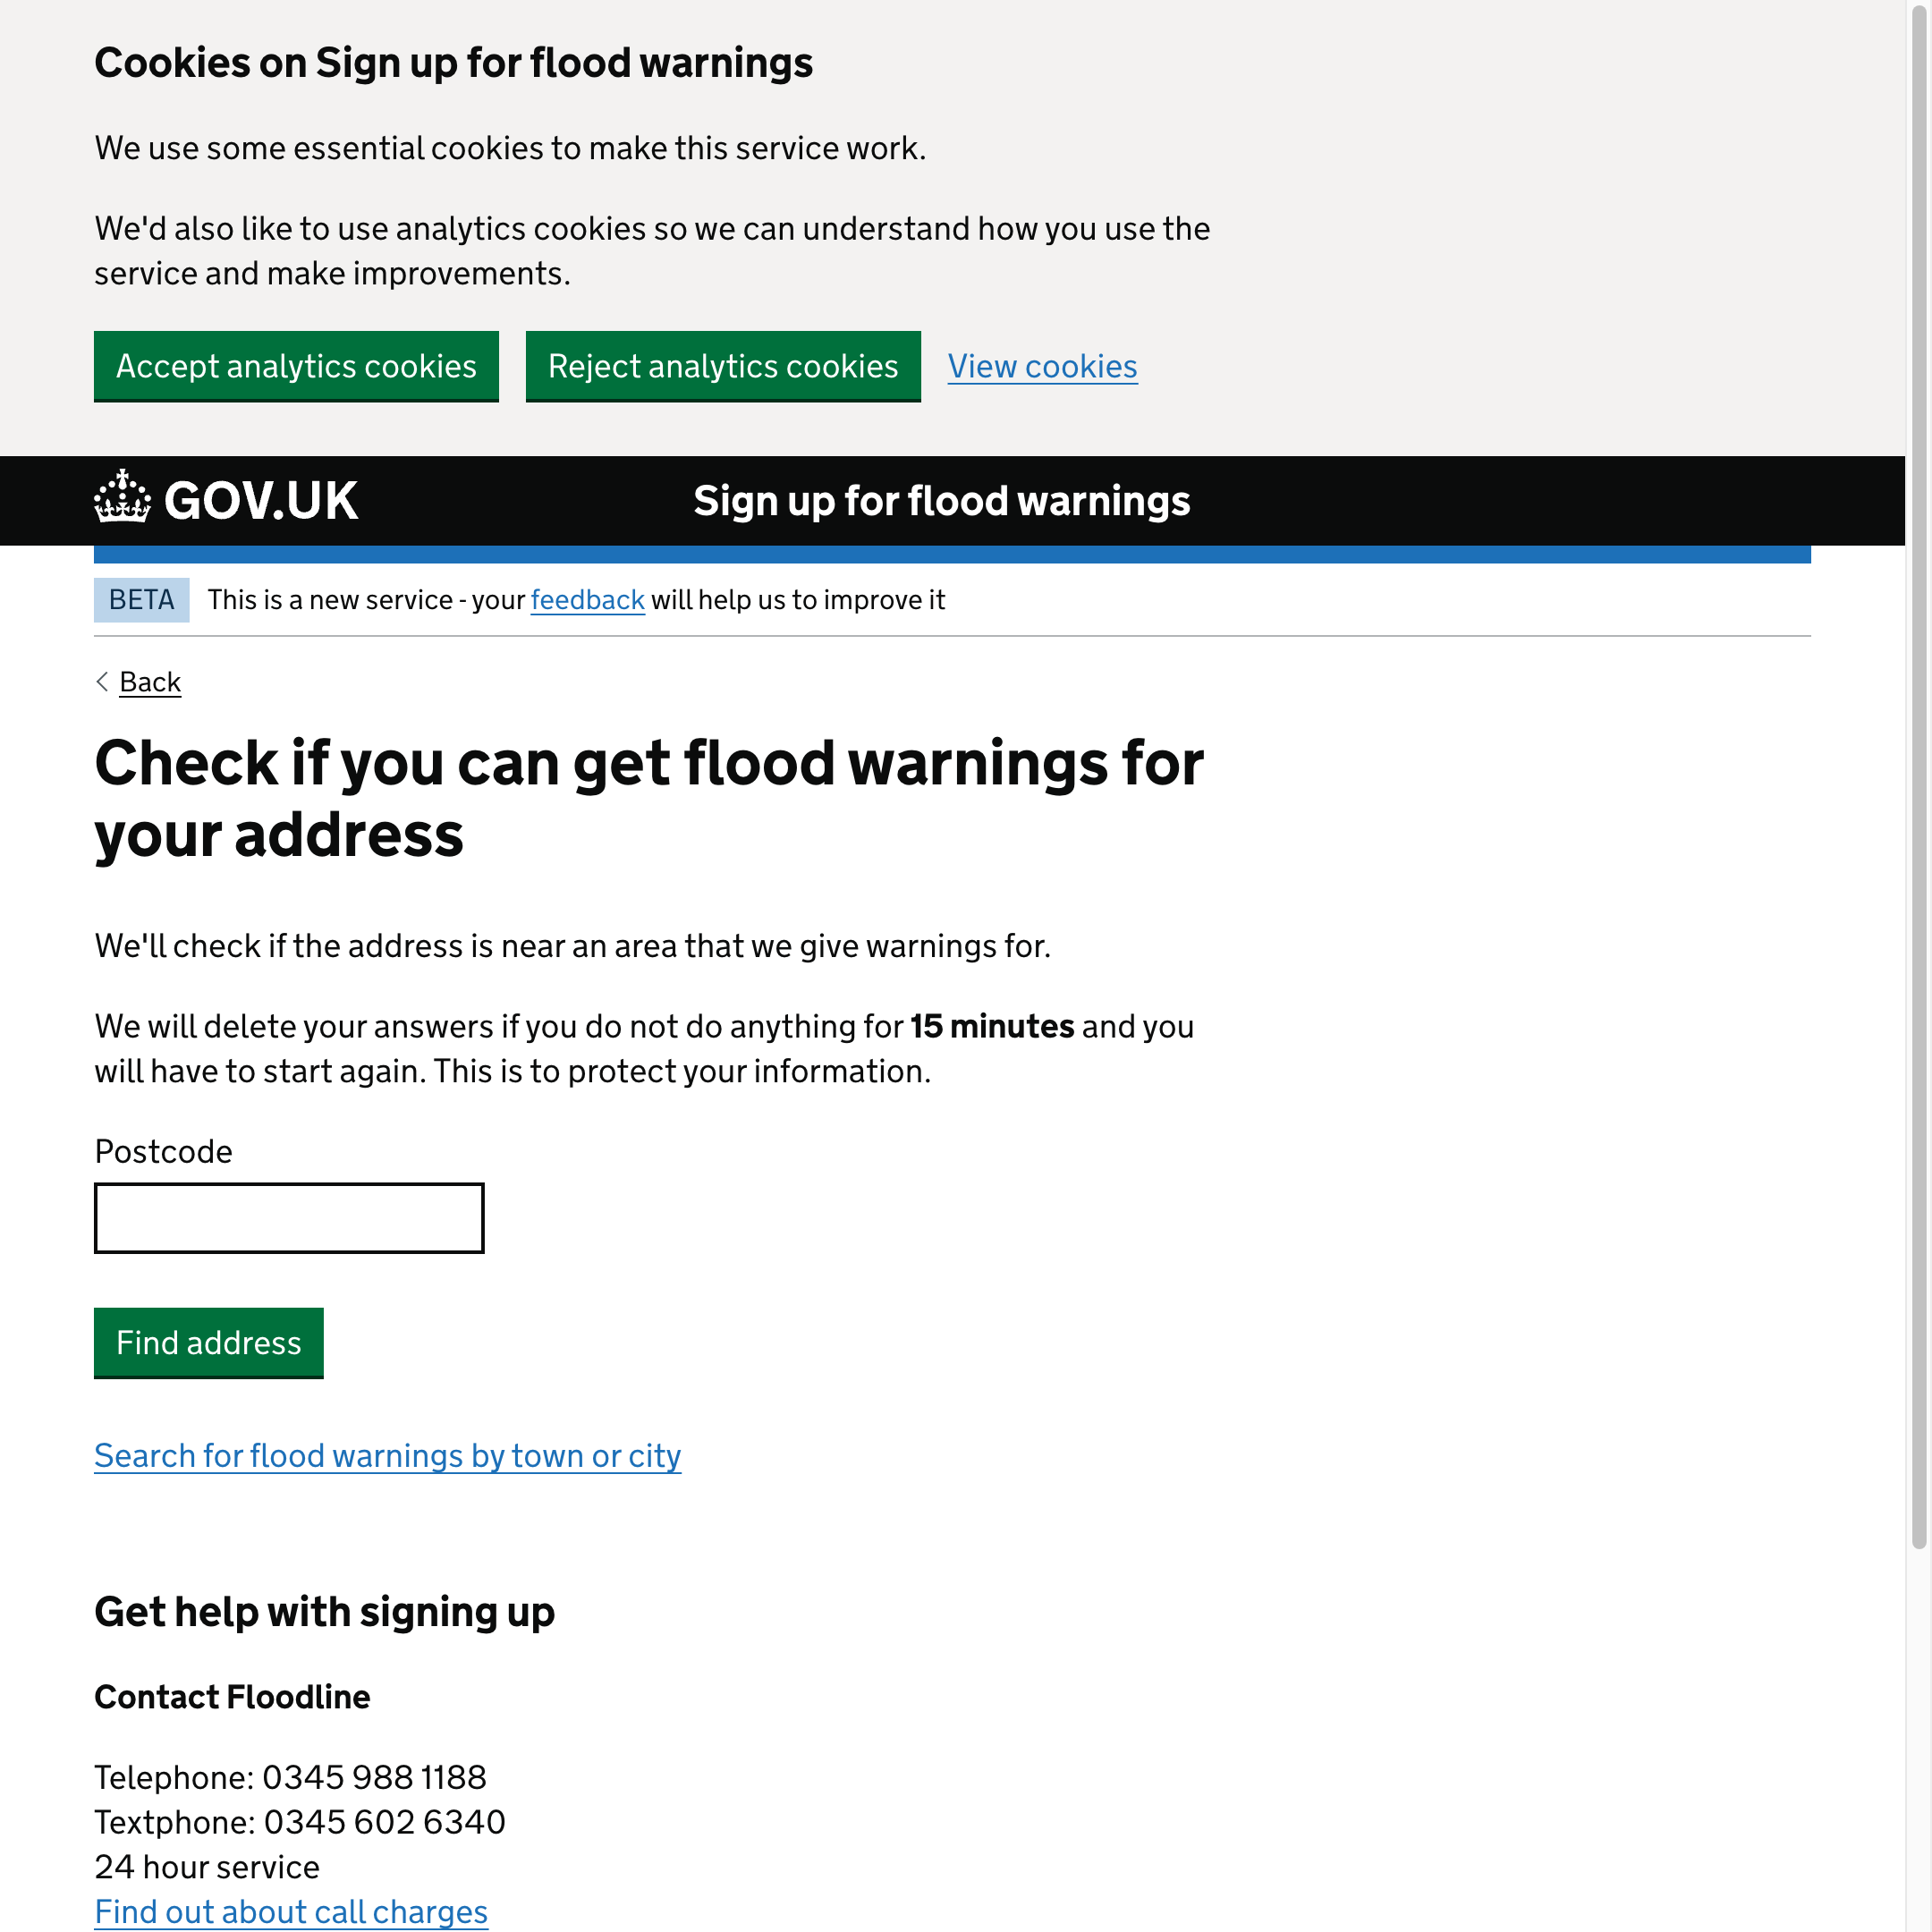 Cookies on Sign up for flood warnings
We use some essential cookies to make this service work.
We'd also like to use analytics cookies so we can understand how you use the
service and make improvements.
Accept analytics cookies
Reject analytics cookies
View cookies
GOV.UK
Sign up for flood warnings
BETA
This is a new service - your feedback will help us to improve it
Back
Check if you can get flood warnings for
your address
We'll check if the address is near an area that we give warnings for.
We will delete your answers if you do not do anything for 15 minutes and you
will have to start again. This is to protect your information.
Postcode
Find address
Search for flood warnings by town or city
Get help with signing up
Contact Floodline
Telephone: 0345 988 1188
Textphone: 0345 602 6340
24 hour service
Find out about call charges